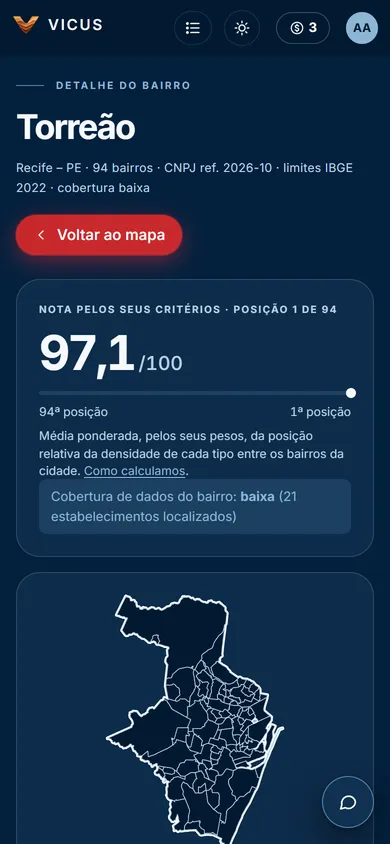 VICUS
3
AA
DETALHE DO BAIRRO
Torreão
Recife – PE · 94 bairros · CNPJ ref. 2026-10 · limites IBGE
2022 · cobertura baixa
Voltar ao mapa
NOTA PELOS SEUS CRITÉRIOS · POSIÇÃO 1 DE 94
97,1/100
94ª posição
1ª posição
Média ponderada, pelos seus pesos, da posição
relativa da densidade de cada tipo entre os bairros da
cidade. Como calculamos.
Cobertura de dados do bairro: baixa (21
estabelecimentos localizados)